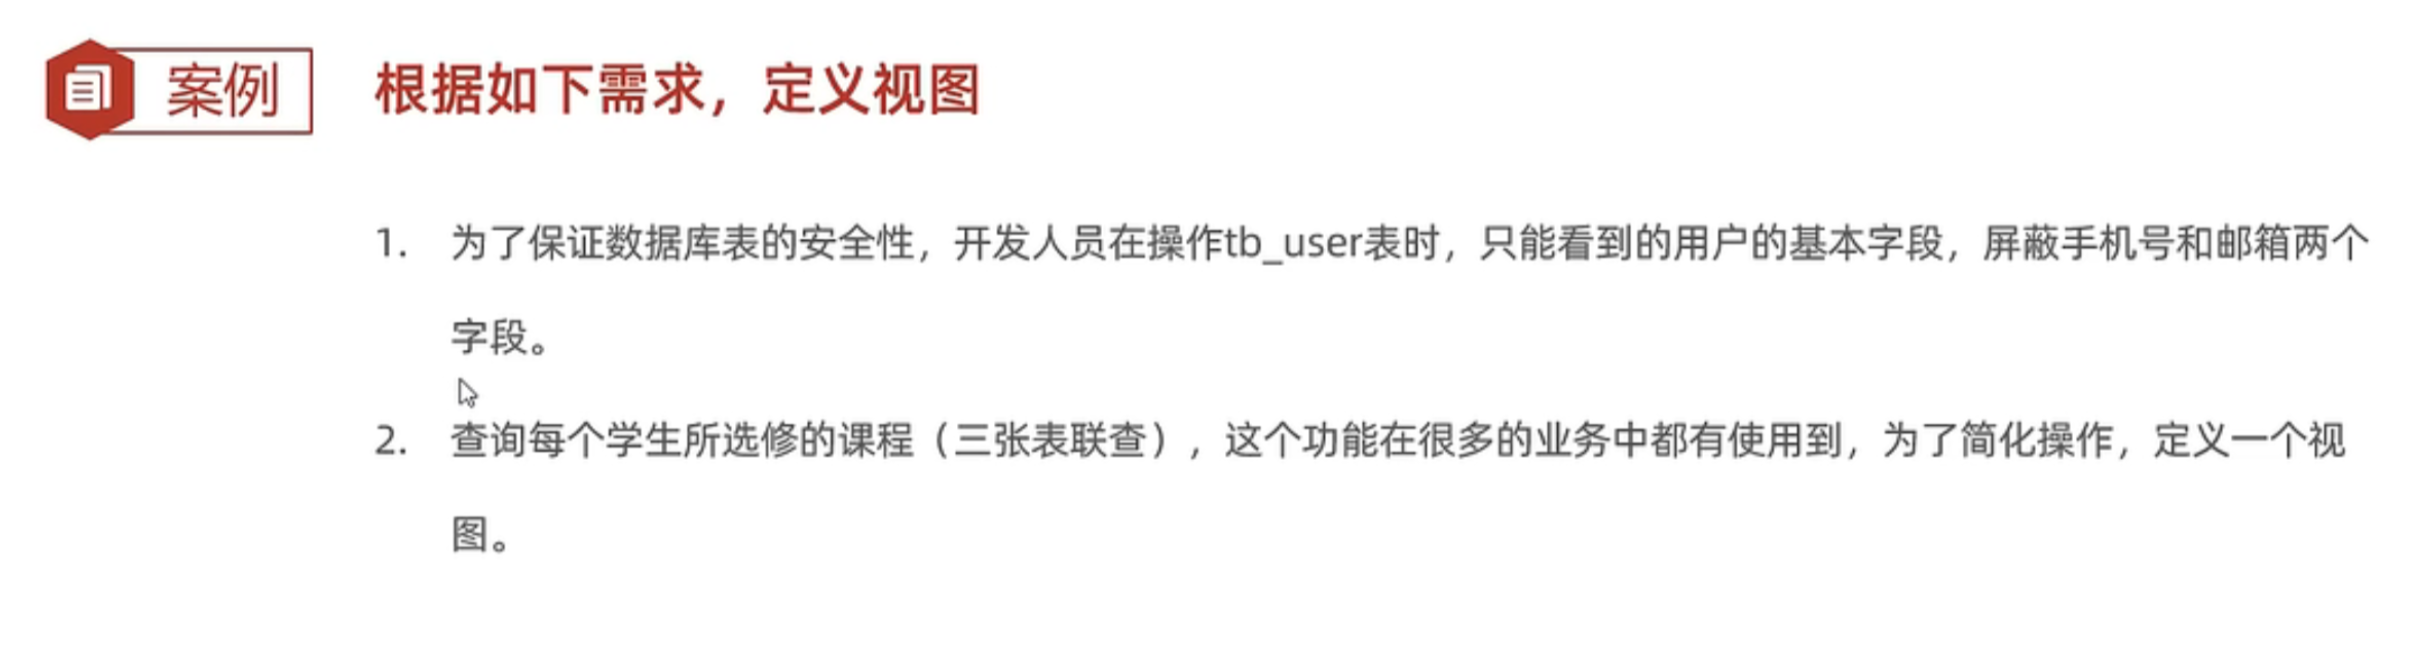 案例 根据如下需求，定义视图
1. 为了保证数据库表的安全性，开发人员在操作tb_user表时，只能看到的用户的基本字段，屏蔽手机号和邮箱两个
字段。
2. 查询每个学生所选修的课程（三张表联查），这个功能在很多的业务中都有使用到，为了简化操作，定义一个视
图。